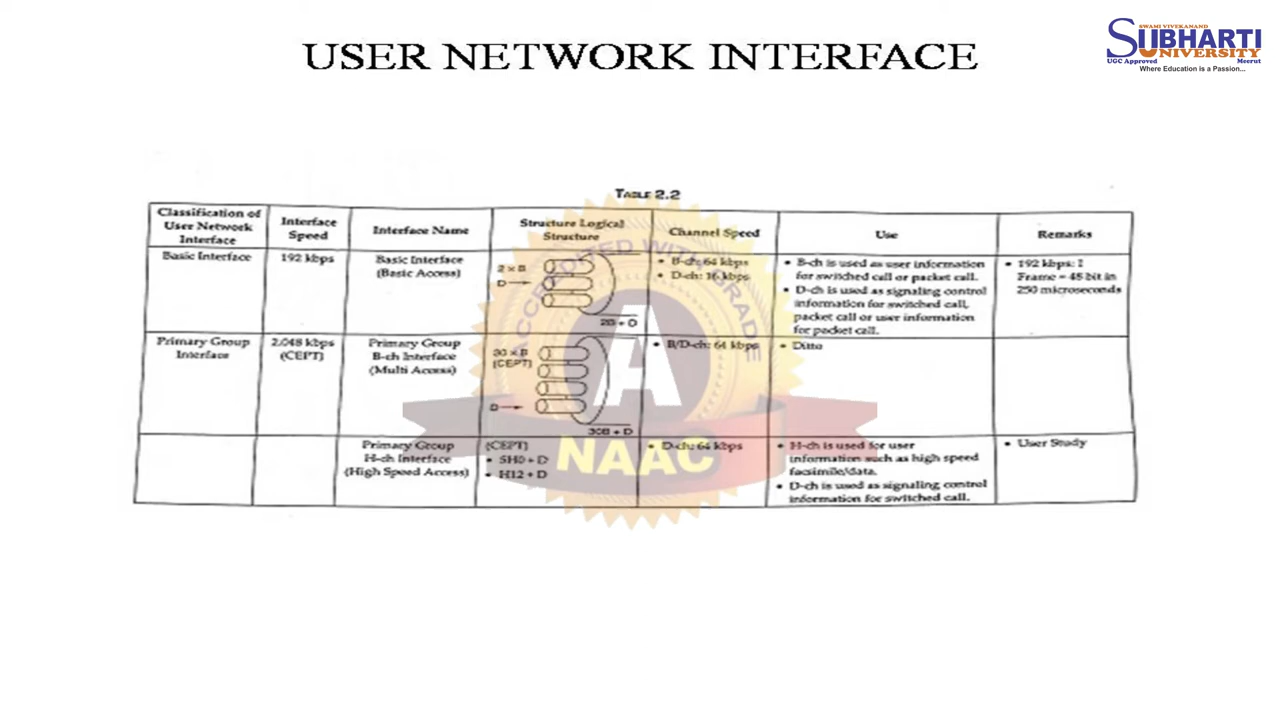 USER NETWORK INTERFACE
SWAMI VIVEKANAND
SUBHARTI
UNIVERSITY
UGC Approved Meerut
Where Education is a Passion...
TABLE 2.2
Classification of
User Network
Interface
Interface
Speed
Interface Name
Structure Logical
Structure
Channel Speed
Use
Remarks
Basic Interface
192 kbps
Basic Interface
(Basic Access)
2 × B
D
2B + D
• B-ch: 64 kbps
• D-ch: 16 kbps
• B-ch is used as user information
for switched call or packet call.
• D-ch is used as signaling control
information for switched call,
packet call or user information
for packet call.
• 192 kbps: 1
Frame = 48 bit in
250 microseconds
Primary Group
Interface
2.048 kbps
(CEPT)
Primary Group
B-ch Interface
(Multi Access)
30 × B
(CEPT)
D
30B + D
• B/D-ch: 64 kbps
• Ditto
Primary Group
H-ch Interface
(High Speed Access)
(CEPT)
• 5H0 + D
• H12 + D
• D-ch: 64 kbps
• H-ch is used for user
information such as high speed
facsimile/data.
• D-ch is used as signaling control
information for switched call.
• User Study
ACCREDITED WITH GRADE
A
NAAC